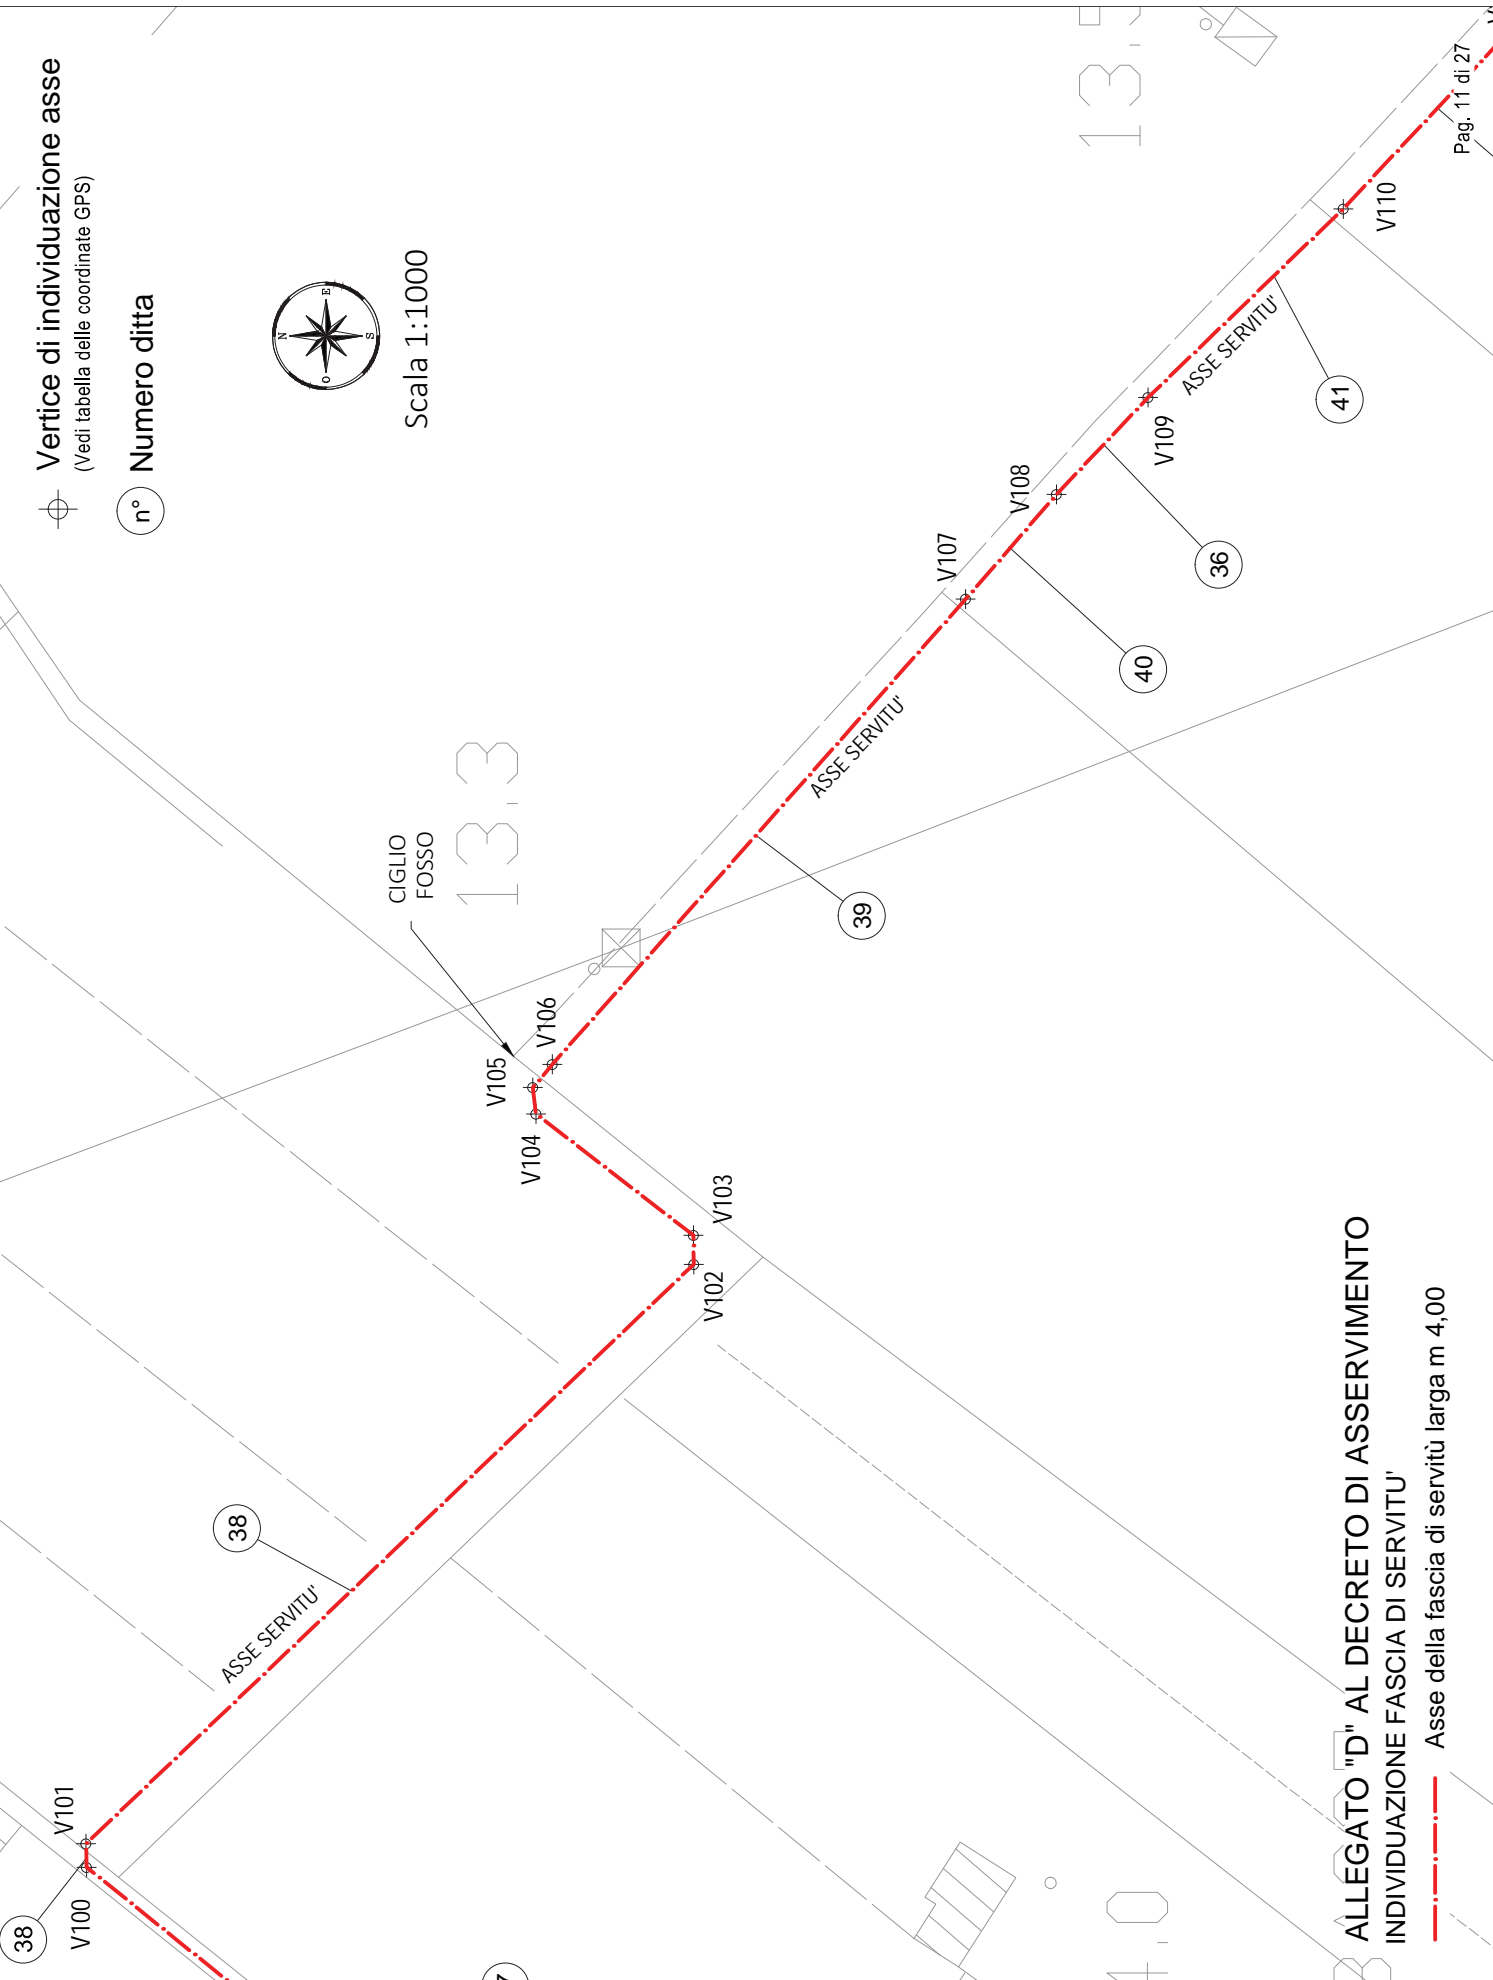 Vertice di individuazione asse
(Vedi tabella delle coordinate GPS)
n° Numero ditta
N
E
S
O
Scala 1:1000
38
V100
V101
ASSE SERVITU'
38
V102
V103
V104
V105
V106
CIGLIO
FOSSO
13,3
39
ASSE SERVITU'
V107
40
V108
36
V109
ASSE SERVITU'
41
V110
13,
Pag. 11 di 27
ALLEGATO "D" AL DECRETO DI ASSERVIMENTO
INDIVIDUAZIONE FASCIA DI SERVITU'
Asse della fascia di servitù larga m 4,00